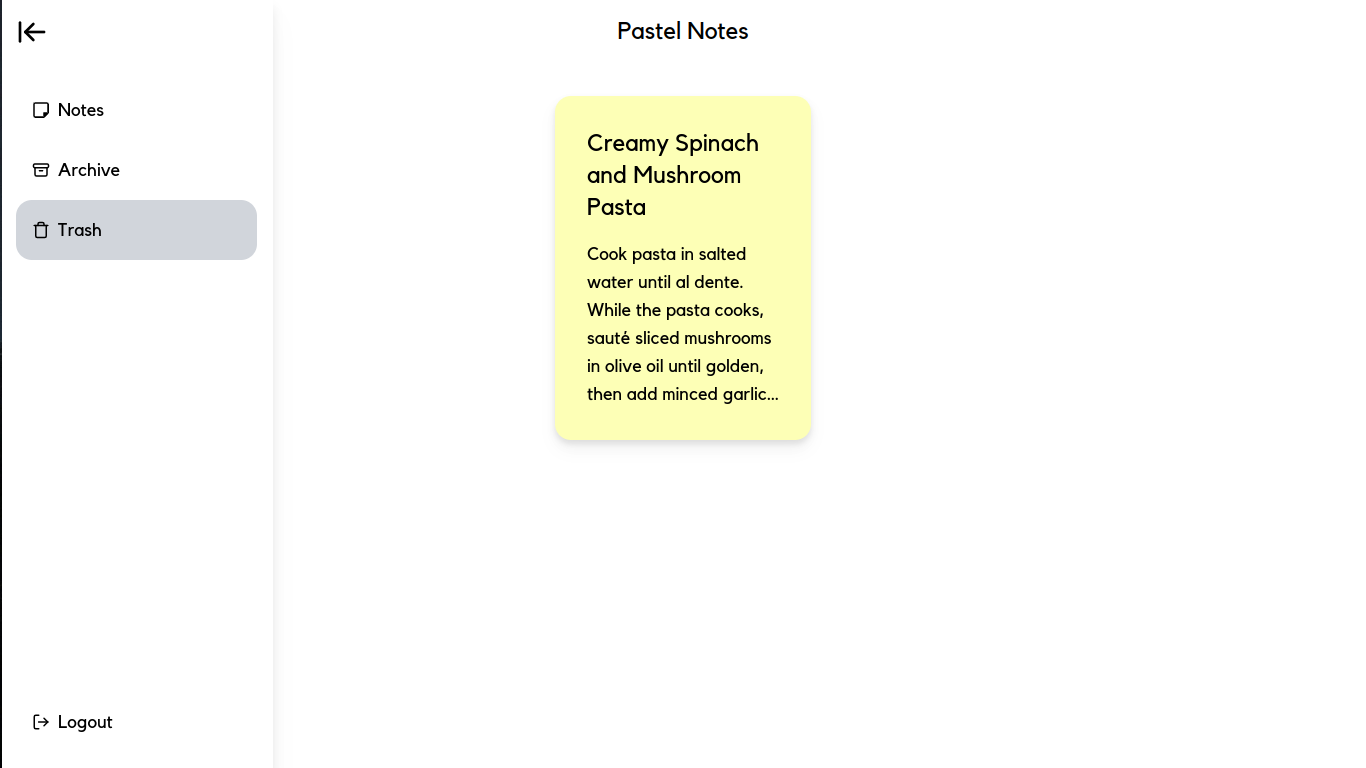 Pastel Notes
Notes
Archive
Trash
Logout
Creamy Spinach
and Mushroom
Pasta
Cook pasta in salted
water until al dente.
While the pasta cooks,
sauté sliced mushrooms
in olive oil until golden,
then add minced garlic...